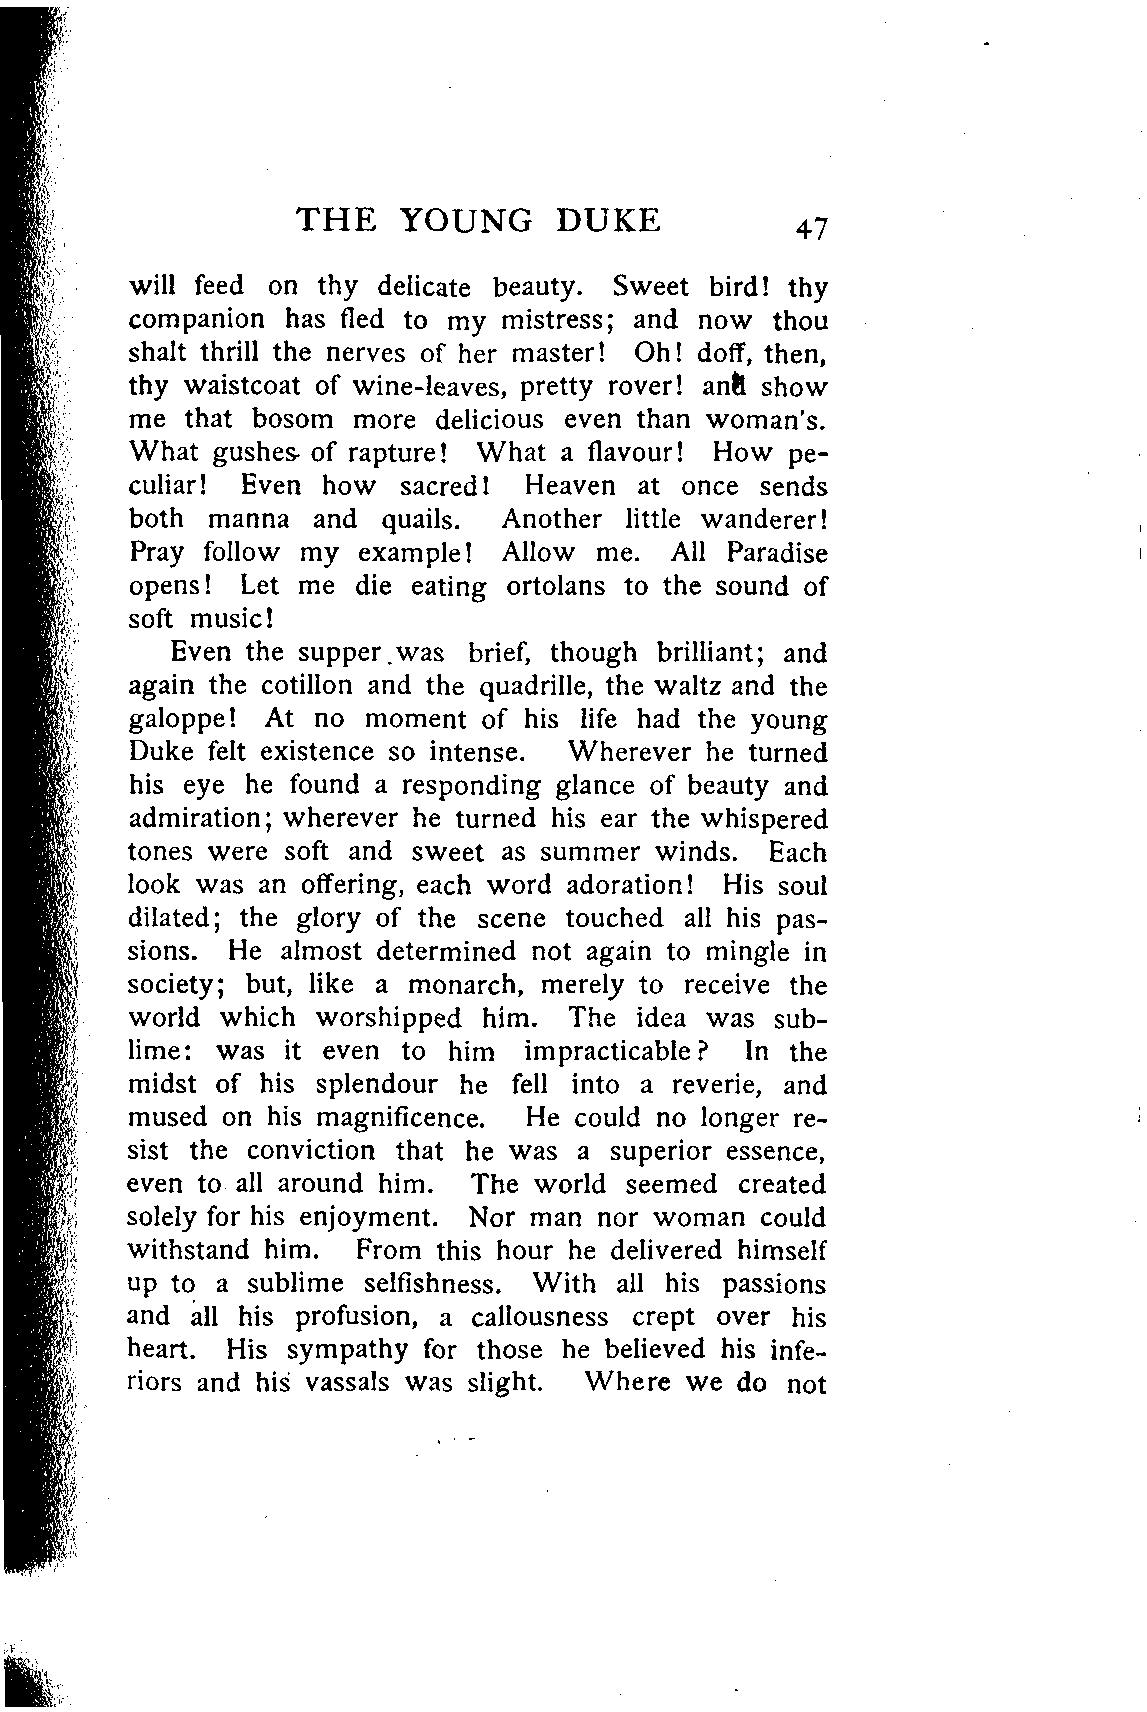 THE YOUNG DUKE 47
will feed on thy delicate beauty. Sweet bird! thy
companion has fled to my mistress; and now thou
shalt thrill the nerves of her master! Oh! doff, then,
thy waistcoat of wine-leaves, pretty rover! and show
me that bosom more delicious even than woman's.
What gushes of rapture! What a flavour! How pe-
culiar! Even how sacred! Heaven at once sends
both manna and quails. Another little wanderer!
Pray follow my example! Allow me. All Paradise
opens! Let me die eating ortolans to the sound of
soft music!
Even the supper was brief, though brilliant; and
again the cotillon and the quadrille, the waltz and the
galoppe! At no moment of his life had the young
Duke felt existence so intense. Wherever he turned
his eye he found a responding glance of beauty and
admiration; wherever he turned his ear the whispered
tones were soft and sweet as summer winds. Each
look was an offering, each word adoration! His soul
dilated; the glory of the scene touched all his pas-
sions. He almost determined not again to mingle in
society; but, like a monarch, merely to receive the
world which worshipped him. The idea was sub-
lime: was it even to him impracticable? In the
midst of his splendour he fell into a reverie, and
mused on his magnificence. He could no longer re-
sist the conviction that he was a superior essence,
even to all around him. The world seemed created
solely for his enjoyment. Nor man nor woman could
withstand him. From this hour he delivered himself
up to a sublime selfishness. With all his passions
and all his profusion, a callousness crept over his
heart. His sympathy for those he believed his infe-
riors and his vassals was slight. Where we do not